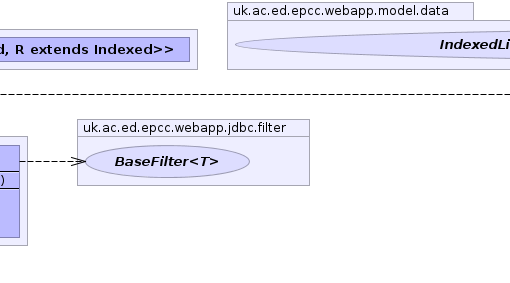 uk.ac.ed.epcc.webapp.model.data
d, R extends Indexed>>
IndexedLi
uk.ac.ed.epcc.webapp.jdbc.filter
BaseFilter<T>
)